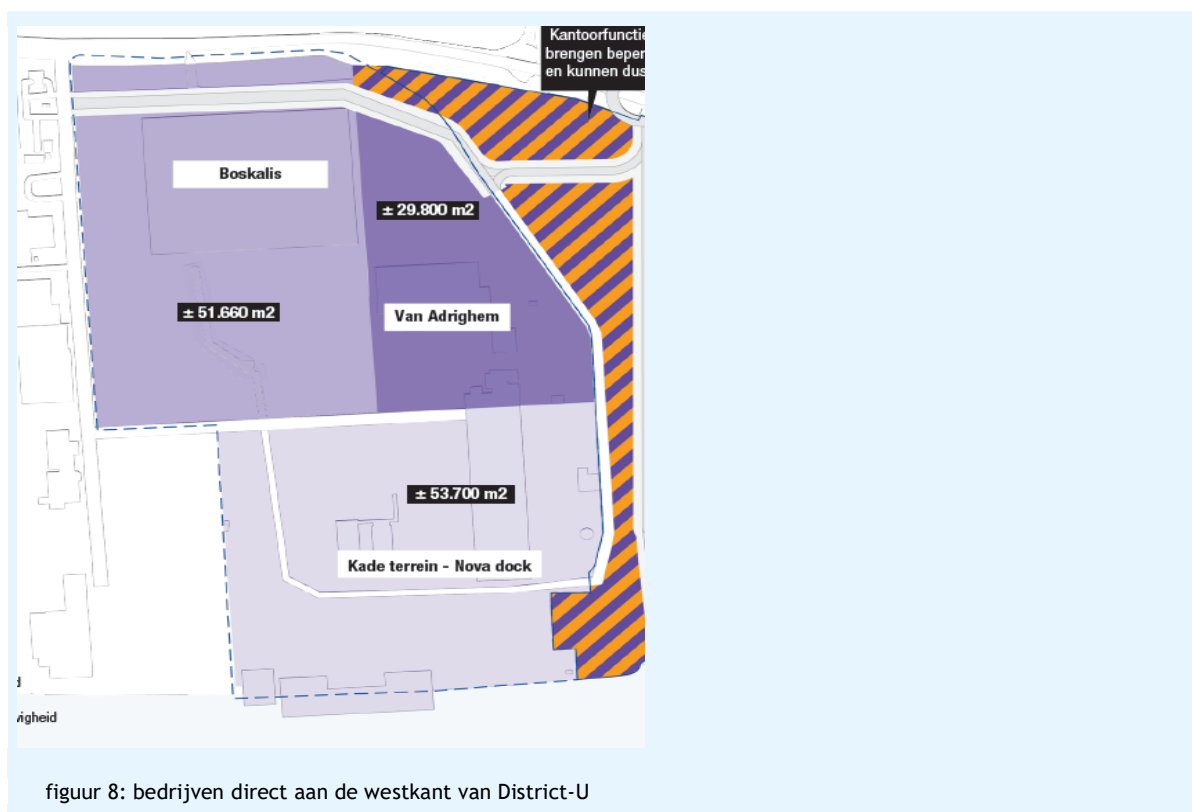 Kantoorfunctie
brengen beper
en kunnen dus
Boskalis
± 29.800 m2
± 51.660 m2
Van Adrighem
± 53.700 m2
Kade terrein - Nova dock
d
vigheid
figuur 8: bedrijven direct aan de westkant van District-U